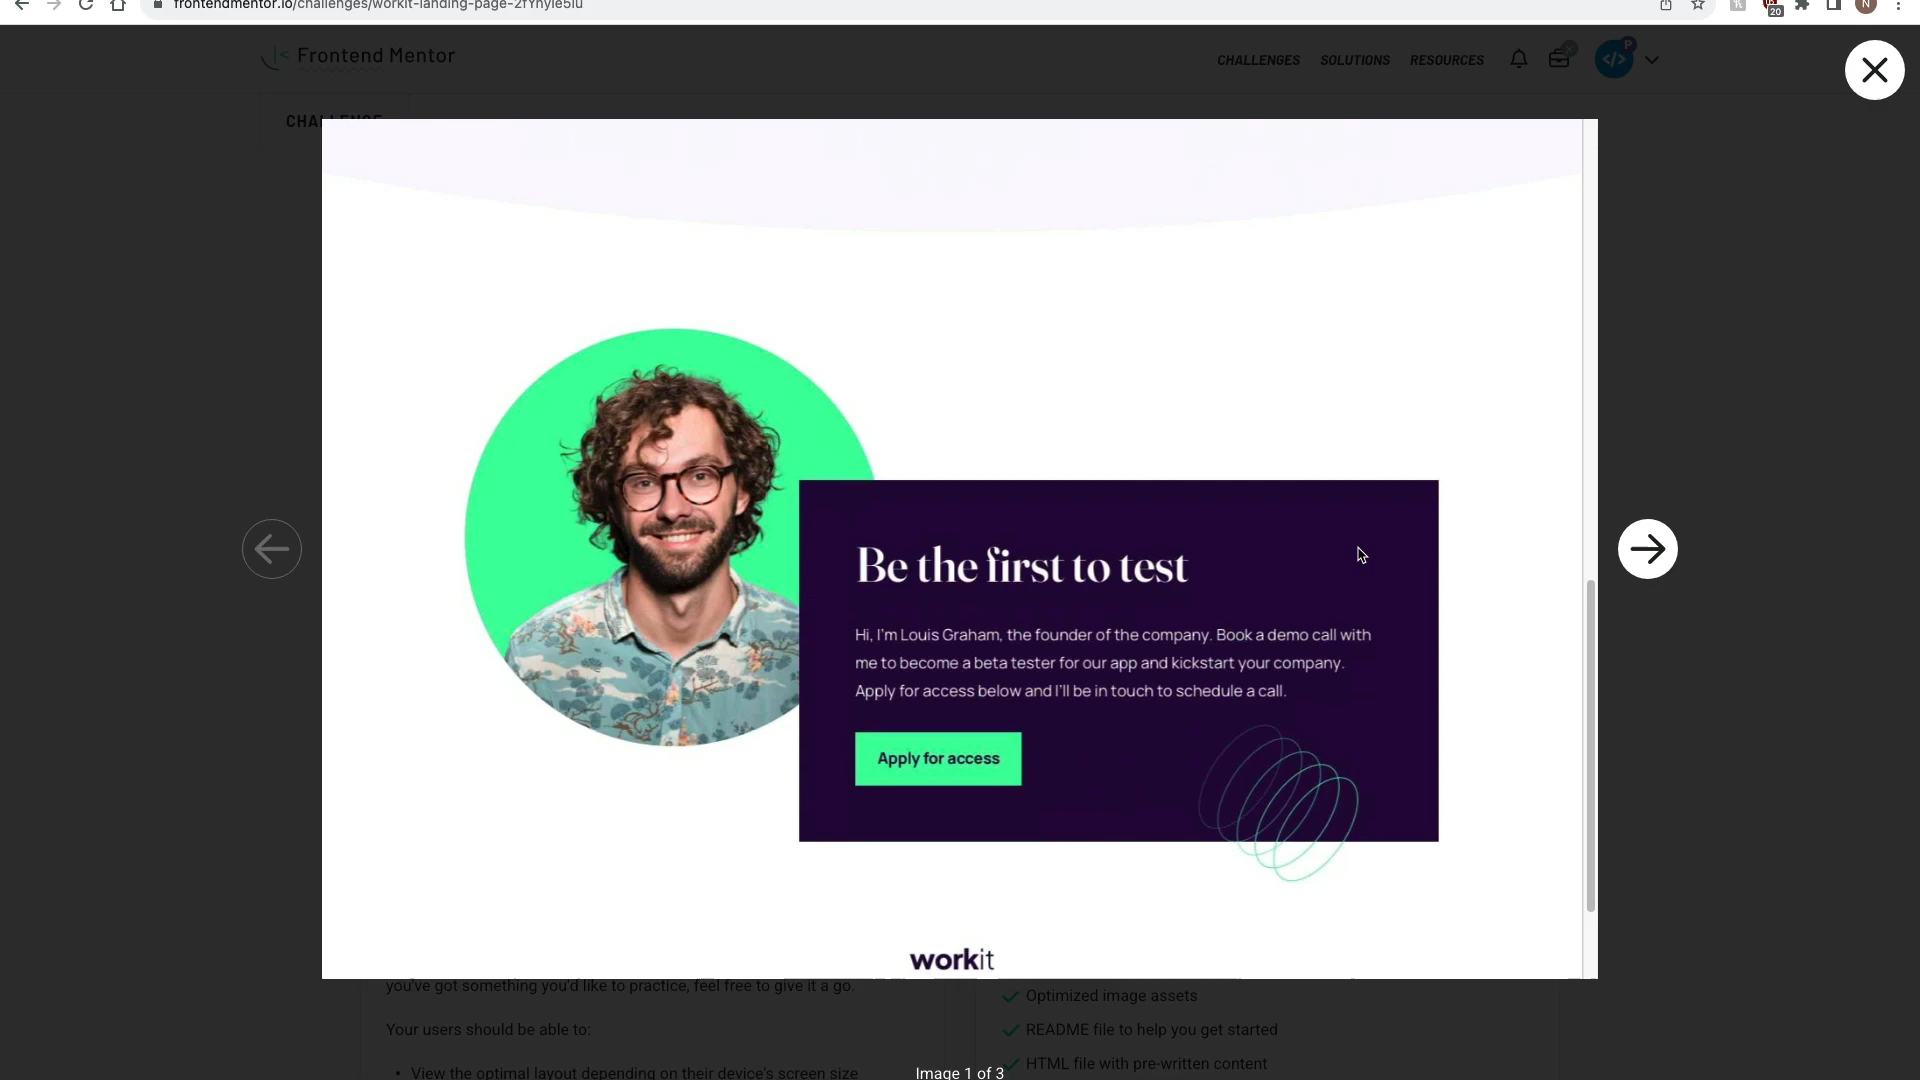 frontendmentor.io/challenges/workit-landing-page-2fYnyle5lu
20
N
Frontend Mentor
CHALLENGES SOLUTIONS RESOURCES
P
</>
CHALLENGE
Be the first to test
Hi, I'm Louis Graham, the founder of the company. Book a demo call with
me to become a beta tester for our app and kickstart your company.
Apply for access below and I'll be in touch to schedule a call.
Apply for access
workit
you've got something you'd like to practice, feel free to give it a go.
Your users should be able to:
• View the optimal layout depending on their device's screen size
Optimized image assets
README file to help you get started
HTML file with pre-written content
Image 1 of 3